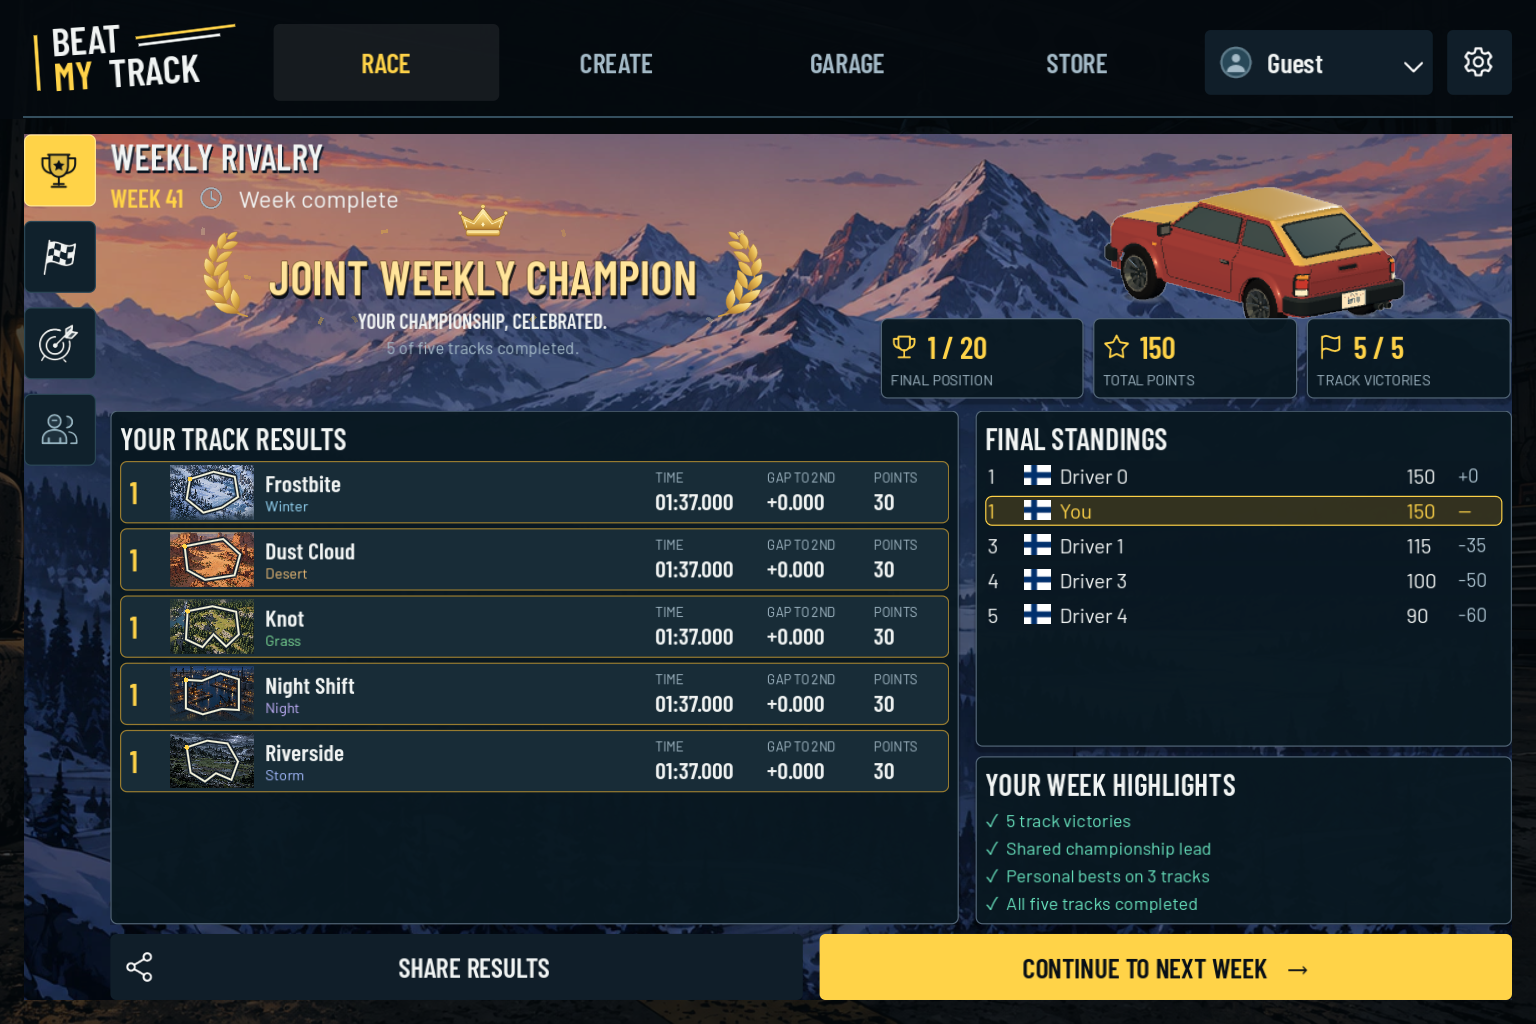 BEAT
MY TRACK
RACE
CREATE
GARAGE
STORE
Guest
WEEKLY RIVALRY
WEEK 41 Week complete
JOINT WEEKLY CHAMPION
YOUR CHAMPIONSHIP, CELEBRATED.
5 of five tracks completed.
1 / 20
FINAL POSITION
150
TOTAL POINTS
5 / 5
TRACK VICTORIES
YOUR TRACK RESULTS
1 Frostbite Winter TIME 01:37.000 GAP TO 2ND +0.000 POINTS 30
1 Dust Cloud Desert TIME 01:37.000 GAP TO 2ND +0.000 POINTS 30
1 Knot Grass TIME 01:37.000 GAP TO 2ND +0.000 POINTS 30
1 Night Shift Night TIME 01:37.000 GAP TO 2ND +0.000 POINTS 30
1 Riverside Storm TIME 01:37.000 GAP TO 2ND +0.000 POINTS 30
FINAL STANDINGS
1 Driver 0 150 +0
1 You 150 —
3 Driver 1 115 -35
4 Driver 3 100 -50
5 Driver 4 90 -60
YOUR WEEK HIGHLIGHTS
✓ 5 track victories
✓ Shared championship lead
✓ Personal bests on 3 tracks
✓ All five tracks completed
SHARE RESULTS
CONTINUE TO NEXT WEEK →